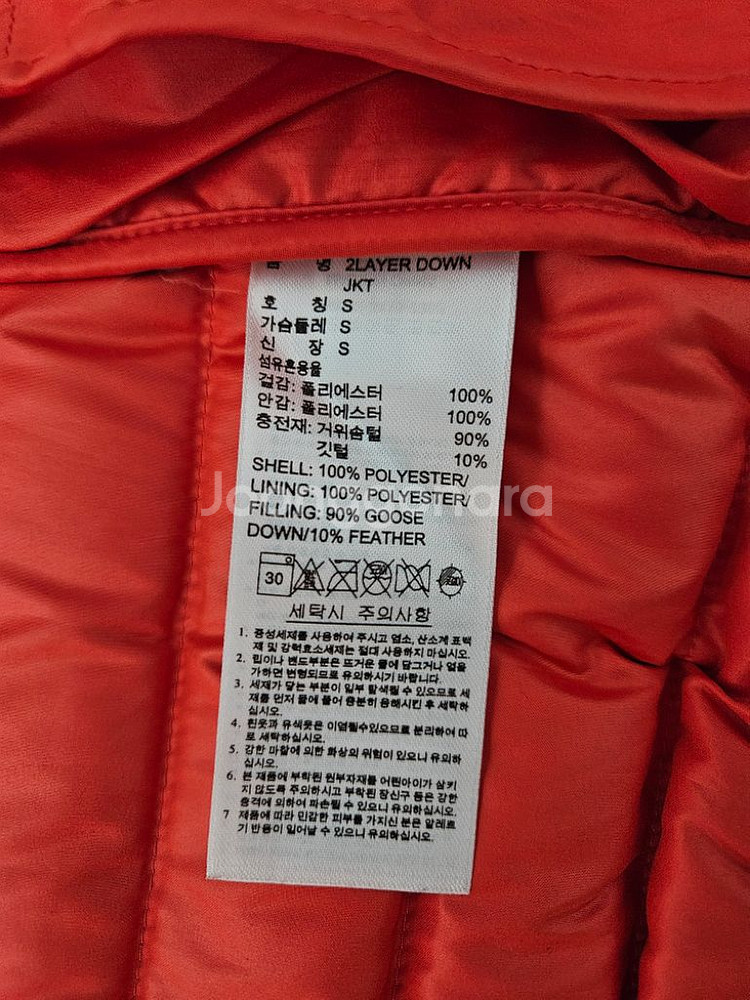 품 명 2LAYER DOWN
JKT
호 칭 S
가슴둘레 S
신 장 S
섬유혼용율
겉감: 폴리에스터 100%
안감: 폴리에스터 100%
충전재: 거위솜털 90%
깃털 10%
SHELL: 100% POLYESTER/
LINING: 100% POLYESTER/
FILLING: 90% GOOSE
DOWN/10% FEATHER
30
세탁시 주의사항
1. 중성세제를 사용하여 주시고 염소, 산소계 표백
제 및 강력효소세제는 절대 사용하지 마십시오.
2. 립이나 밴드부분은 뜨거운 물에 담그거나 열을
가하면 변형되므로 유의하시기 바랍니다.
3. 세제가 닿는 부분이 일부 탈색될 수 있으므로 세
제를 먼저 물에 풀어 충분히 용해시킨 후 세탁하
십시오.
4. 흰옷과 유색옷은 이염될수있으므로 분리하여 따
로 세탁하십시오.
5. 강한 마찰에 의한 화상의 위험이 있으니 유의하
십시오.
6. 본 제품에 부착된 원부자재를 어린아이가 삼키
지 않도록 주의하시고 부착된 장신구 등은 강한
충격에 의하여 파손될 수 있으니 유의하십시오.
7 제품에 따라 민감한 피부를 가지신 분은 알레르
기 반응이 일어날 수 있으니 유의하십시오.